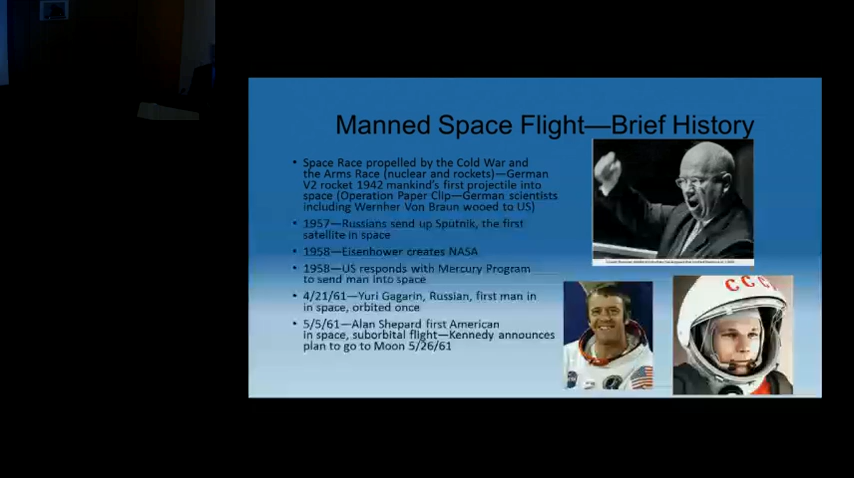 Manned Space Flight—Brief History
• Space Race propelled by the Cold War and
the Arms Race (nuclear and rockets)—German
V2 rocket 1942 mankind's first projectile into
space (Operation Paper Clip—German scientists
including Wernher Von Braun wooed to US)
• 1957—Russians send up Sputnik, the first
satellite in space
• 1958—Eisenhower creates NASA
• 1958—US responds with Mercury Program
to send man into space
• 4/21/61—Yuri Gagarin, Russian, first man in
in space, orbited once
• 5/5/61—Alan Shepard first American
in space, suborbital flight—Kennedy announces
plan to go to Moon 5/26/61
CCC